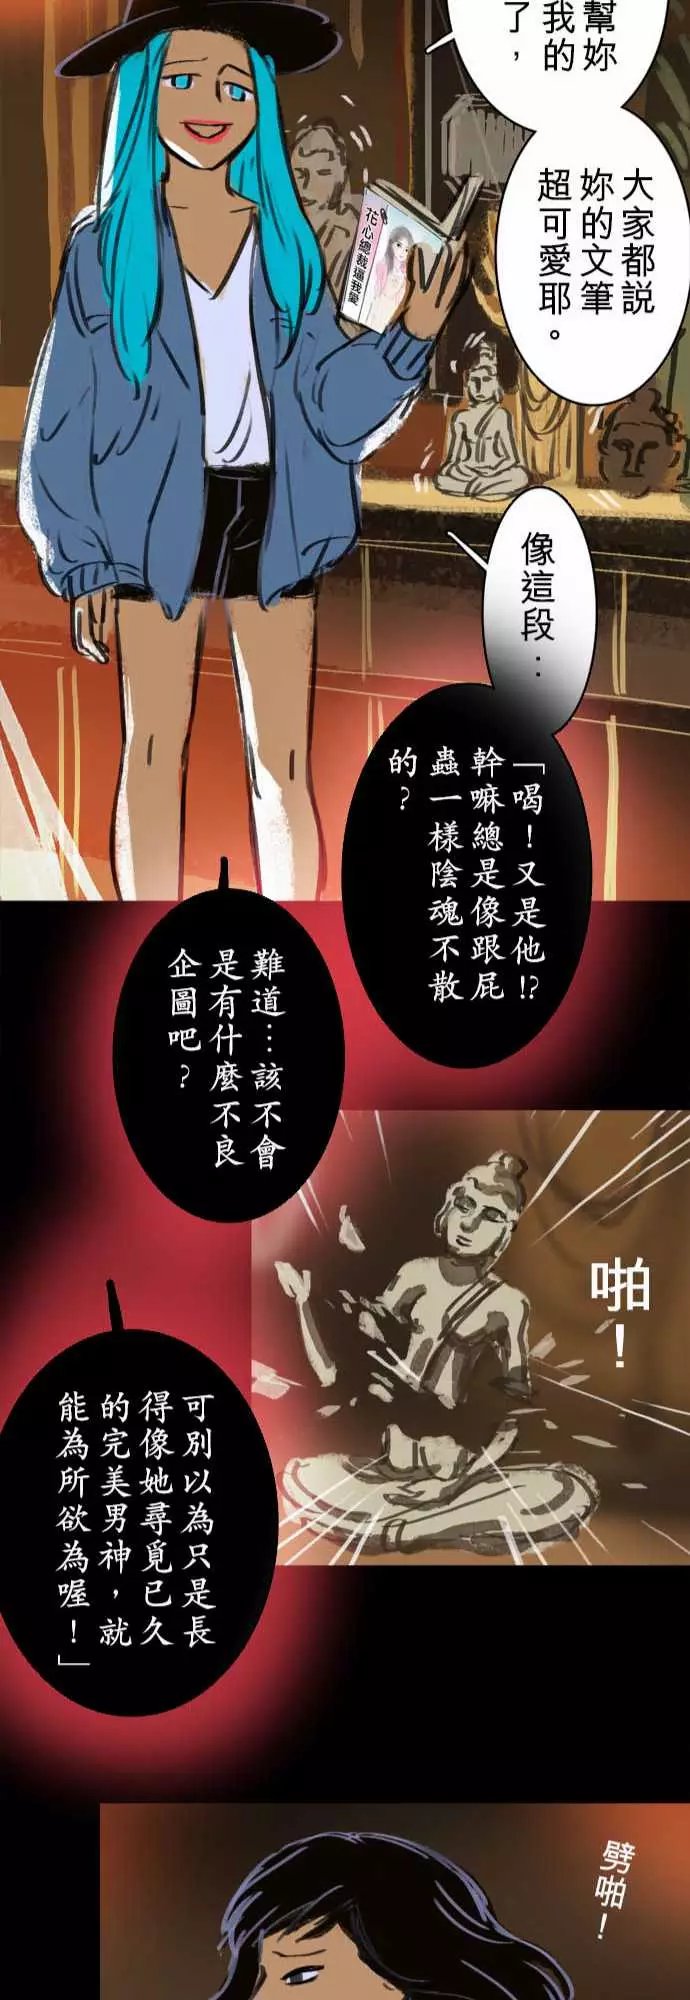 幫妳
我的
了，
大家都說
妳的文筆
超可愛耶。
花心總裁逼我愛
像這段…
「喝！又是他!?
幹嘛總是像跟屁
蟲一樣陰魂不散
的？
難道…該不會
是有什麼不良
企圖吧？
啪！
可別以為只是長
得像她尋覓已久
的完美男神，就
能為所欲為喔！」
劈啪！